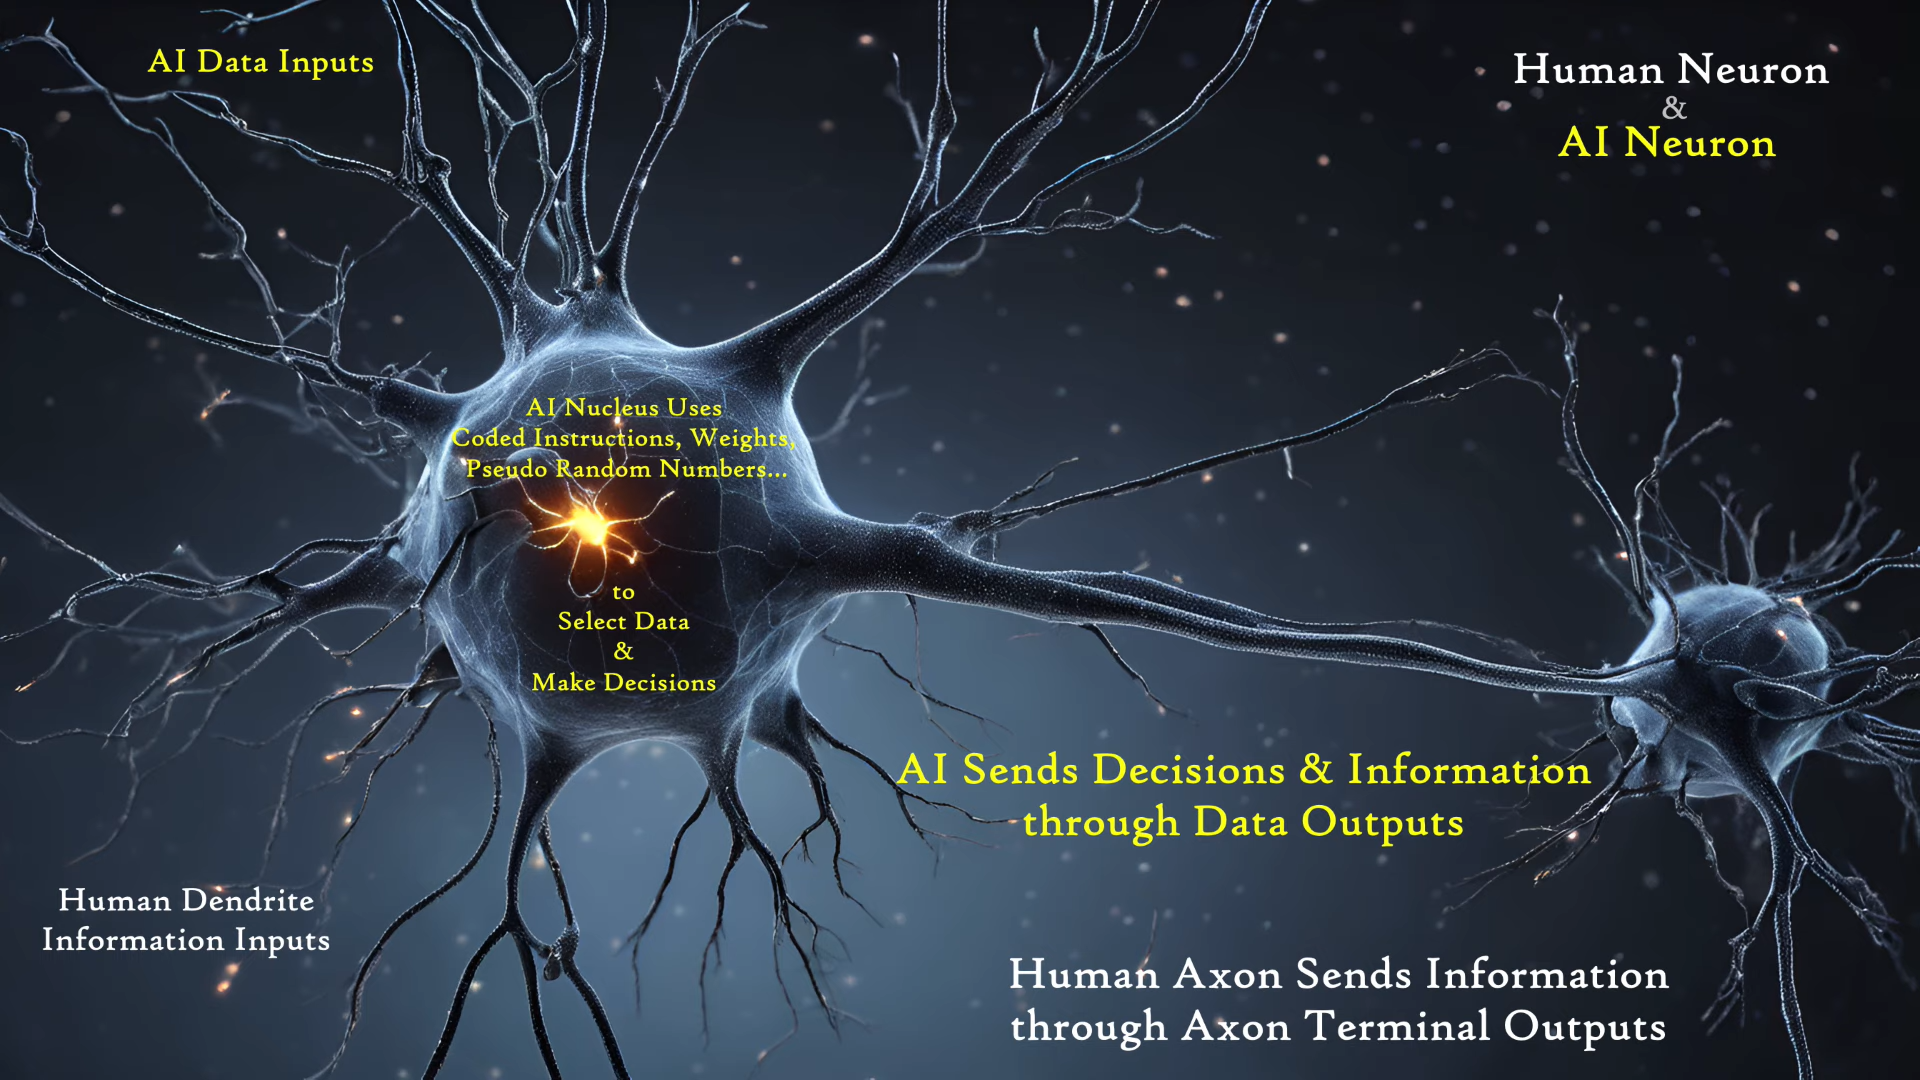 AI Data Inputs
Human Neuron
&
AI Neuron
AI Nucleus Uses
Coded Instructions, Weights,
Pseudo Random Numbers...
to
Select Data
&
Make Decisions
AI Sends Decisions & Information
through Data Outputs
Human Dendrite
Information Inputs
Human Axon Sends Information
through Axon Terminal Outputs